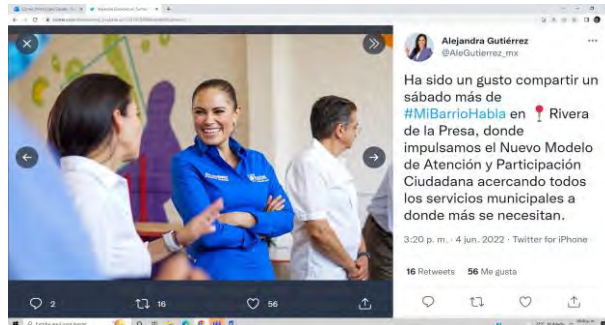 Alejandra Gutiérrez
@AleGutierrez_mx
Ha sido un gusto compartir un
sábado más de
#MiBarrioHabla en 📍 Rivera
de la Presa, donde
impulsamos el Nuevo Modelo
de Atención y Participación
Ciudadana acercando todos
los servicios municipales a
donde más se necesitan.
3:20 p. m. · 4 jun. 2022 · Twitter for iPhone
16 Retweets 56 Me gusta
2 16 56